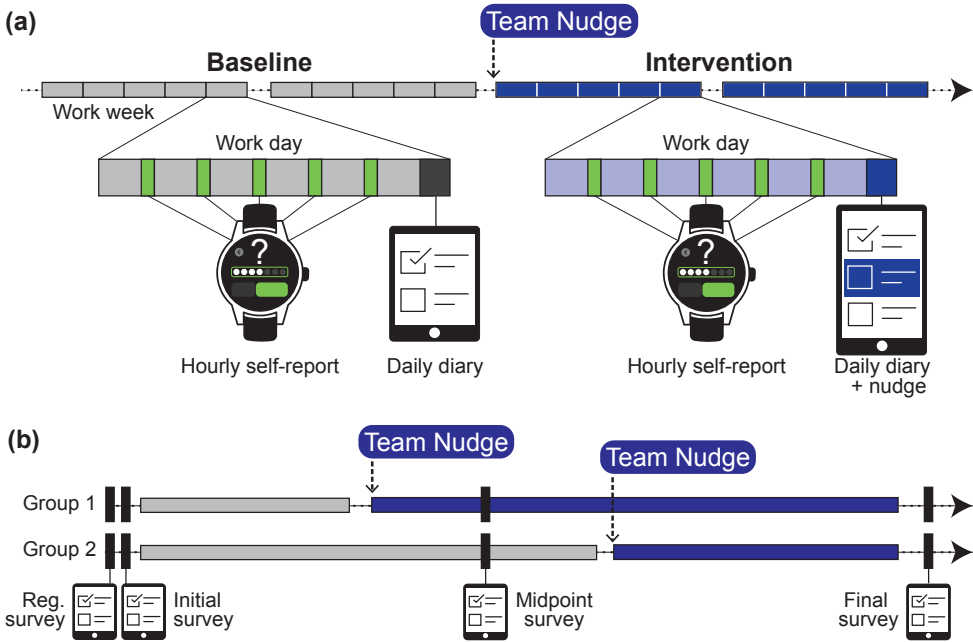 (a)
Team Nudge
Baseline
Intervention
Work week
Work day
Work day
?
?
Hourly self-report
Daily diary
Hourly self-report
Daily diary
+ nudge
(b)
Team Nudge
Team Nudge
Group 1
Group 2
Reg.
survey
Initial
survey
Midpoint
survey
Final
survey